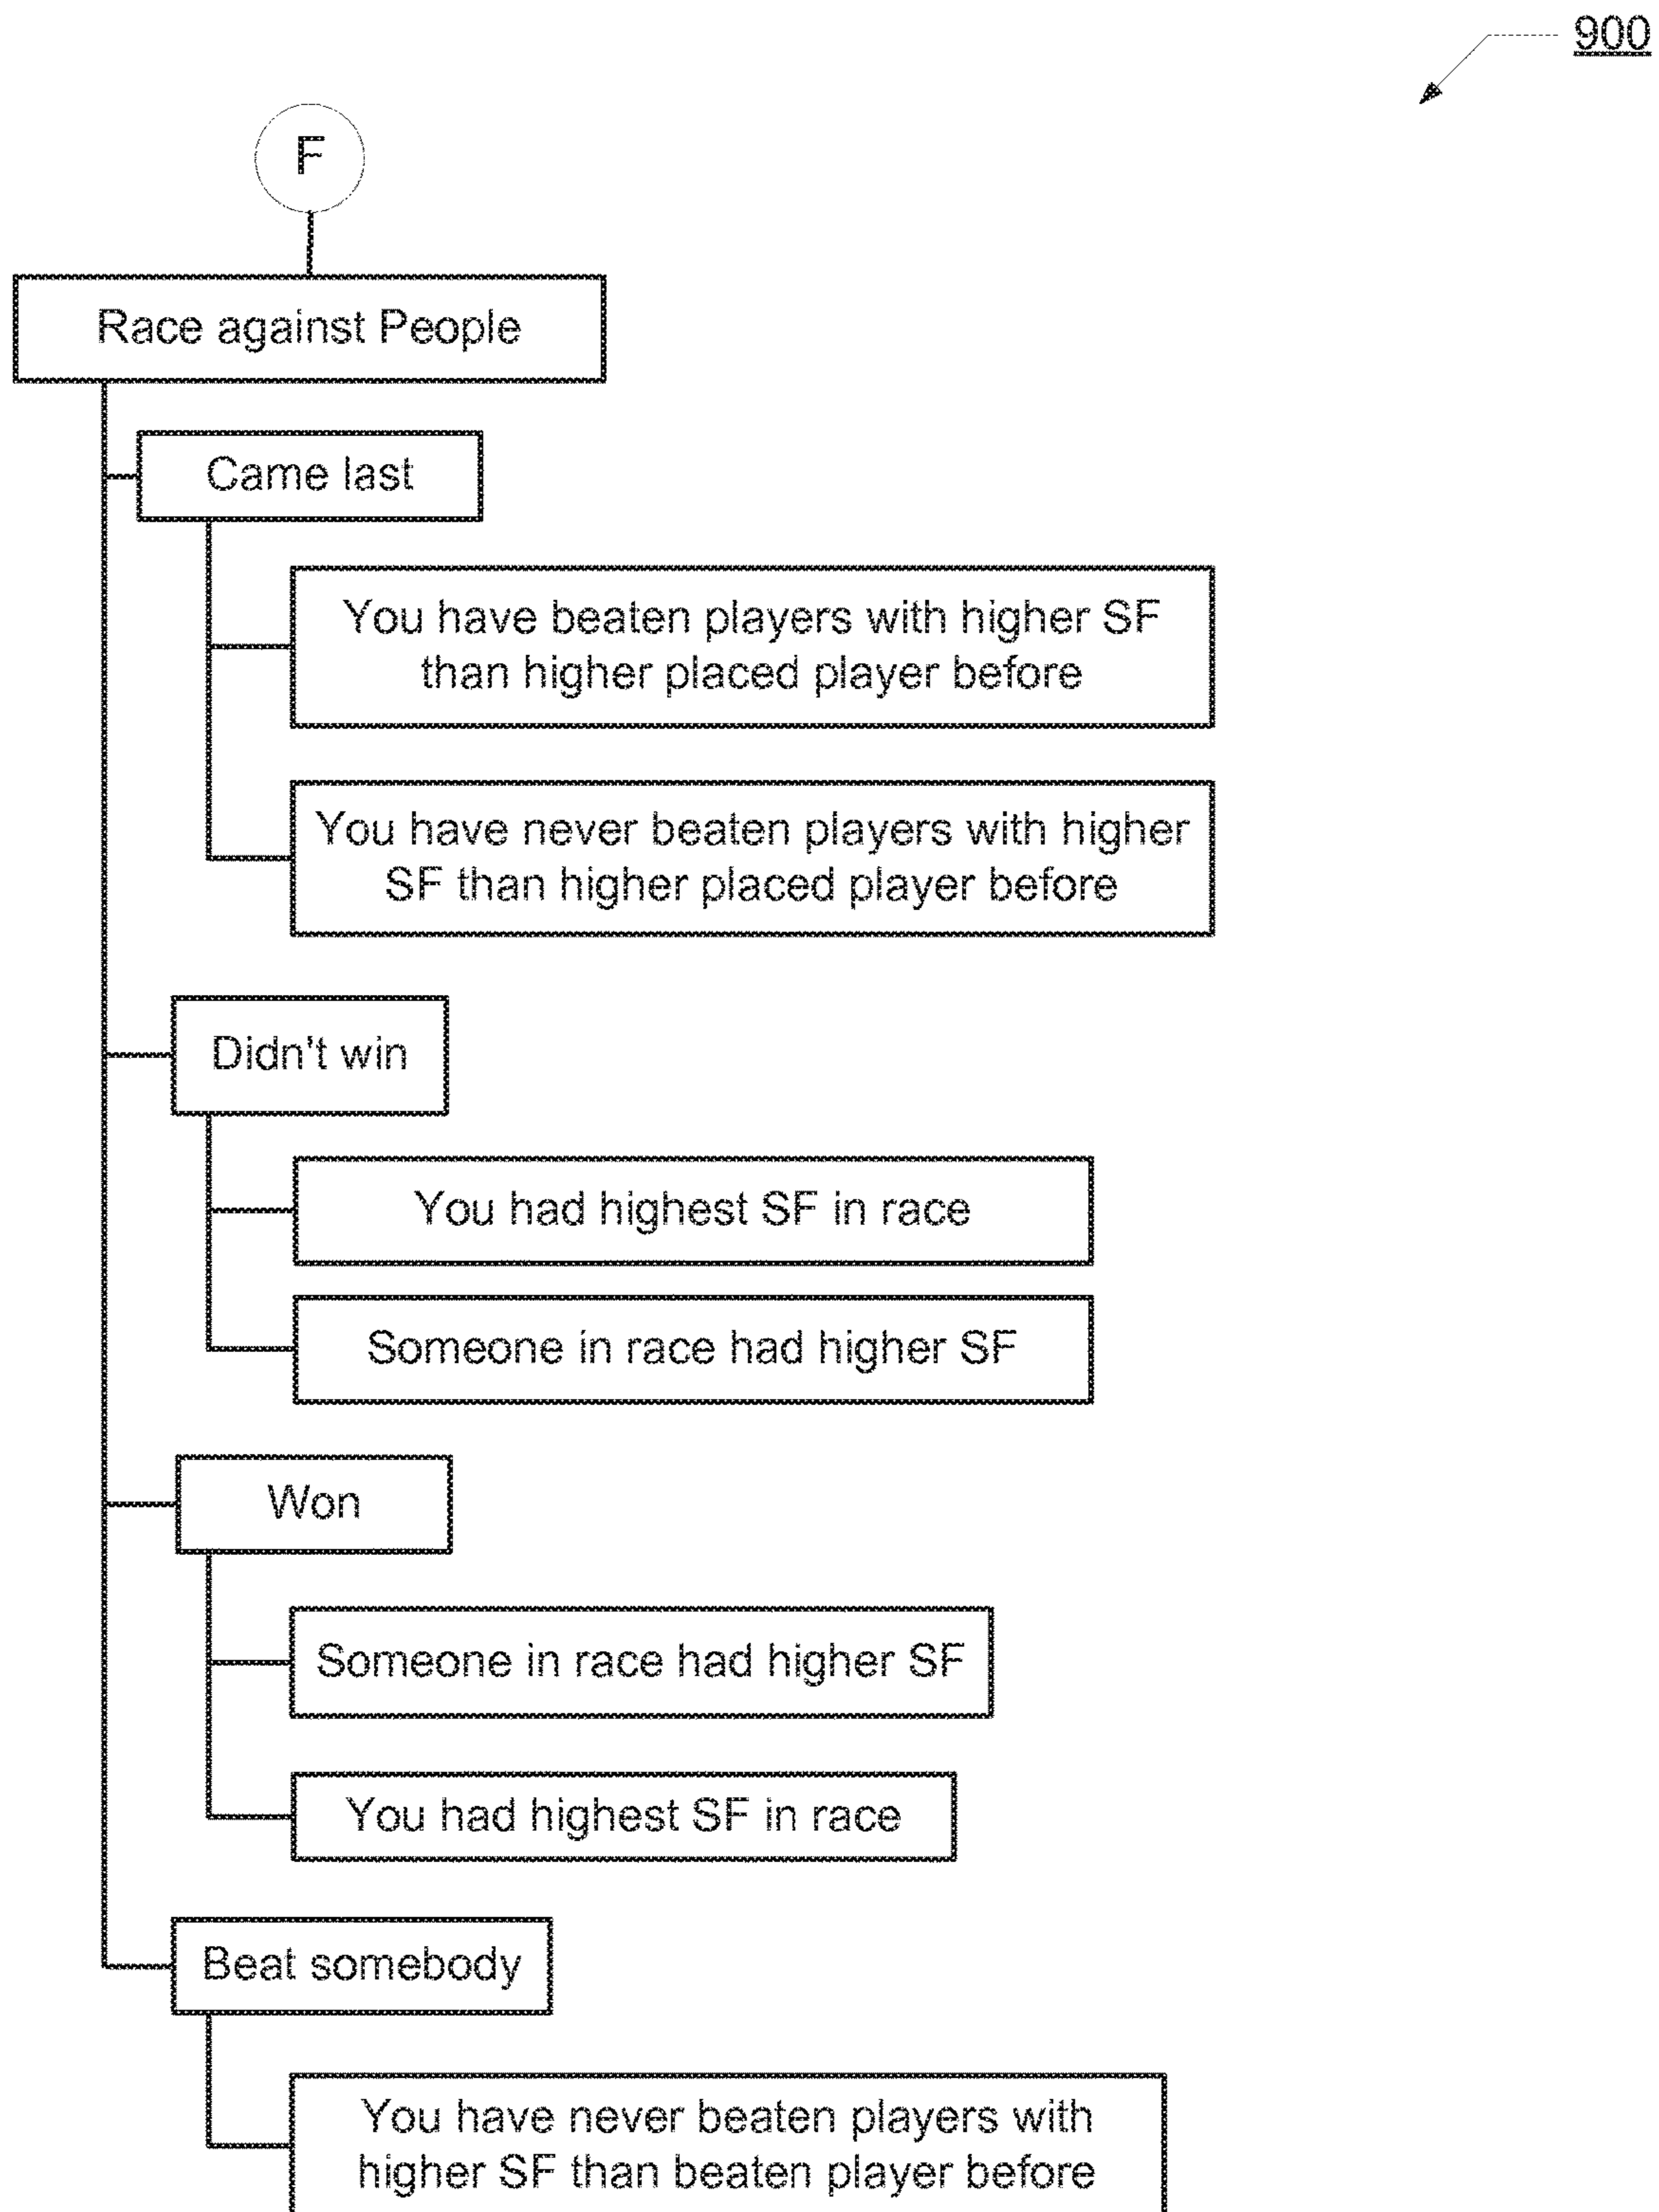 900
F
Race against People
Came last
You have beaten players with higher SF
than higher placed player before
You have never beaten players with higher
SF than higher placed player before
Didn't win
You had highest SF in race
Someone in race had higher SF
Won
Someone in race had higher SF
You had highest SF in race
Beat somebody
You have never beaten players with
higher SF than beaten player before